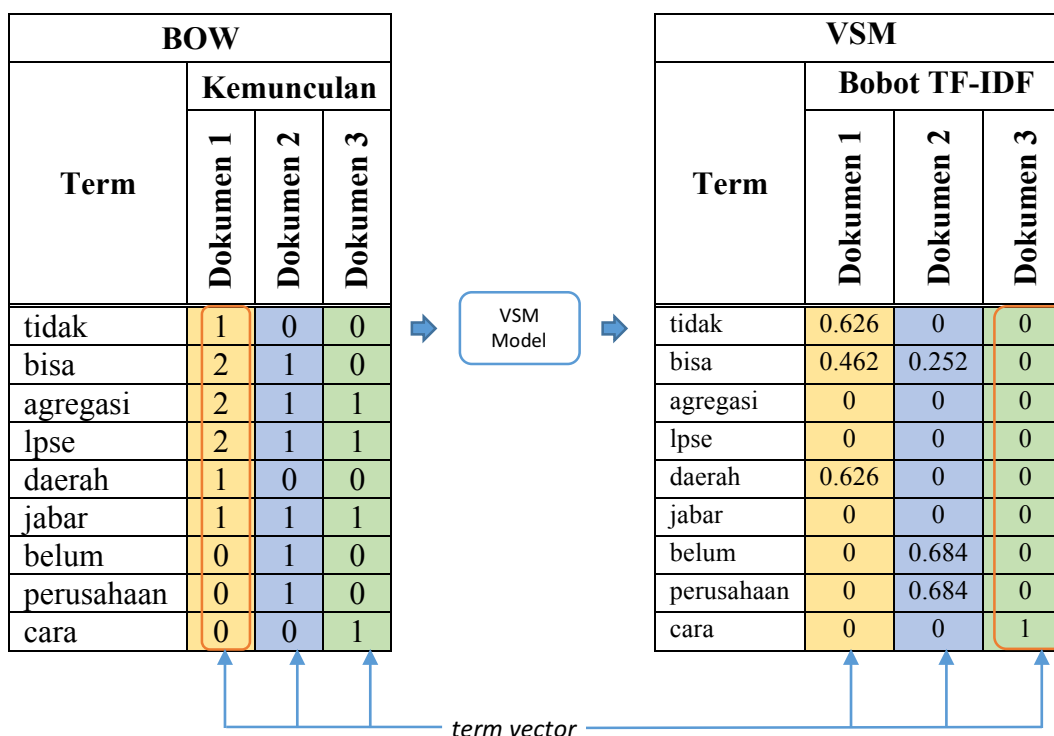 BOW
Term Kemunculan
Dokumen 1 Dokumen 2 Dokumen 3
tidak 1 0 0
bisa 2 1 0
agregasi 2 1 1
lpse 2 1 1
daerah 1 0 0
jabar 1 1 1
belum 0 1 0
perusahaan 0 1 0
cara 0 0 1
VSM
Model
VSM
Term Bobot TF-IDF
Dokumen 1 Dokumen 2 Dokumen 3
tidak 0.626 0 0
bisa 0.462 0.252 0
agregasi 0 0 0
lpse 0 0 0
daerah 0.626 0 0
jabar 0 0 0
belum 0 0.684 0
perusahaan 0 0.684 0
cara 0 0 1
term vector